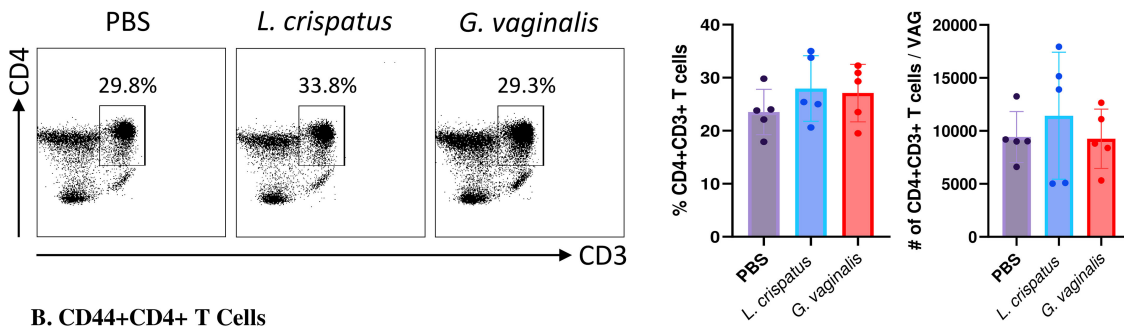 PBS
L. crispatus
G. vaginalis
CD4
29.8%
33.8%
29.3%
CD3
% CD4+CD3+ T cells
40
30
20
10
0
PBS
L. crispatus
G. vaginalis
# of CD4+CD3+ T cells / VAG
20000
15000
10000
5000
0
PBS
L. crispatus
G. vaginalis
B. CD44+CD4+ T Cells